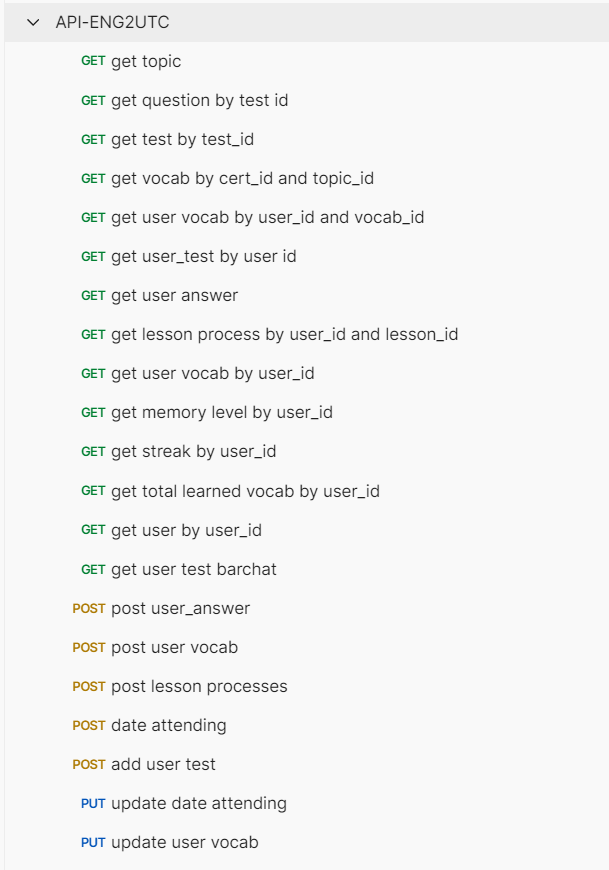 API-ENG2UTC
GET get topic
GET get question by test id
GET get test by test_id
GET get vocab by cert_id and topic_id
GET get user vocab by user_id and vocab_id
GET get user_test by user id
GET get user answer
GET get lesson process by user_id and lesson_id
GET get user vocab by user_id
GET get memory level by user_id
GET get streak by user_id
GET get total learned vocab by user_id
GET get user by user_id
GET get user test barchat
POST post user_answer
POST post user vocab
POST post lesson processes
POST date attending
POST add user test
PUT update date attending
PUT update user vocab